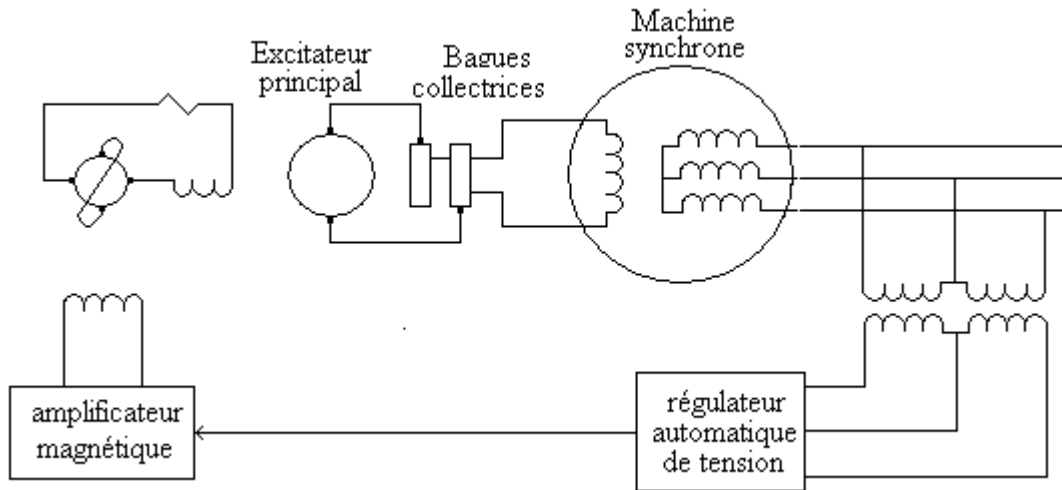 Machine
synchrone
Excitateur
principal
Bagues
collectrices
amplificateur
magnétique
régulateur
automatique
de tension